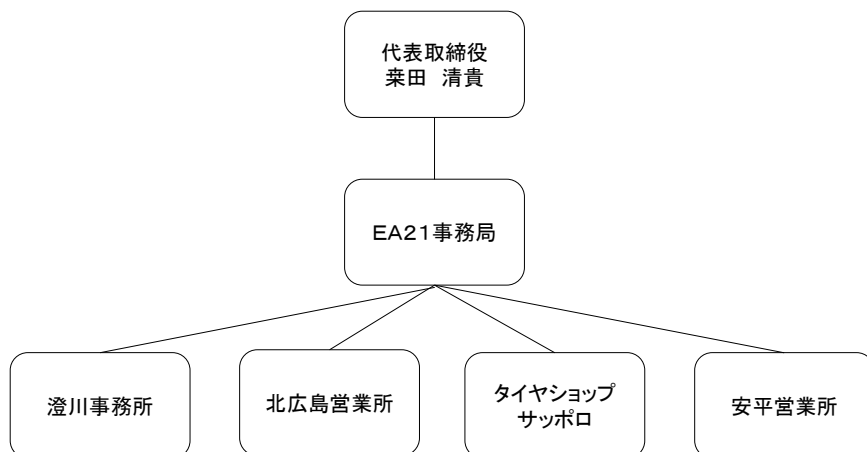 代表取締役
桒田　清貴
ＥＡ２１事務局
澄川事務所
北広島営業所
タイヤショップ
サッポロ
安平営業所